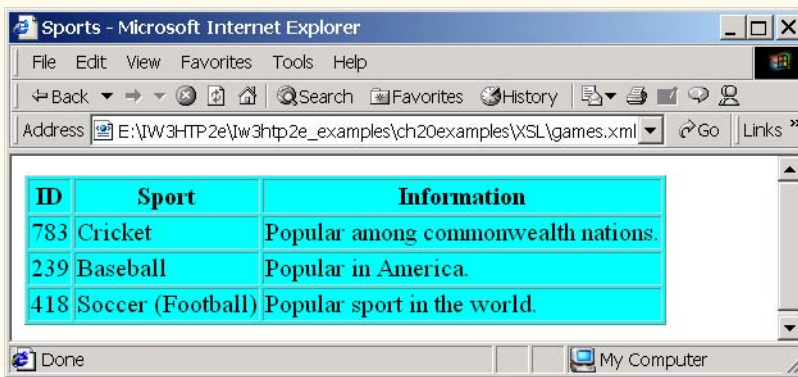 Sports - Microsoft Internet Explorer
File Edit View Favorites Tools Help
Back Search Favorites History
Address E:\IW3HTP2e\Iw3htp2e_examples\ch20examples\XSL\games.xml Go Links »
ID Sport Information
783 Cricket Popular among commonwealth nations.
239 Baseball Popular in America.
418 Soccer (Football) Popular sport in the world.
Done My Computer